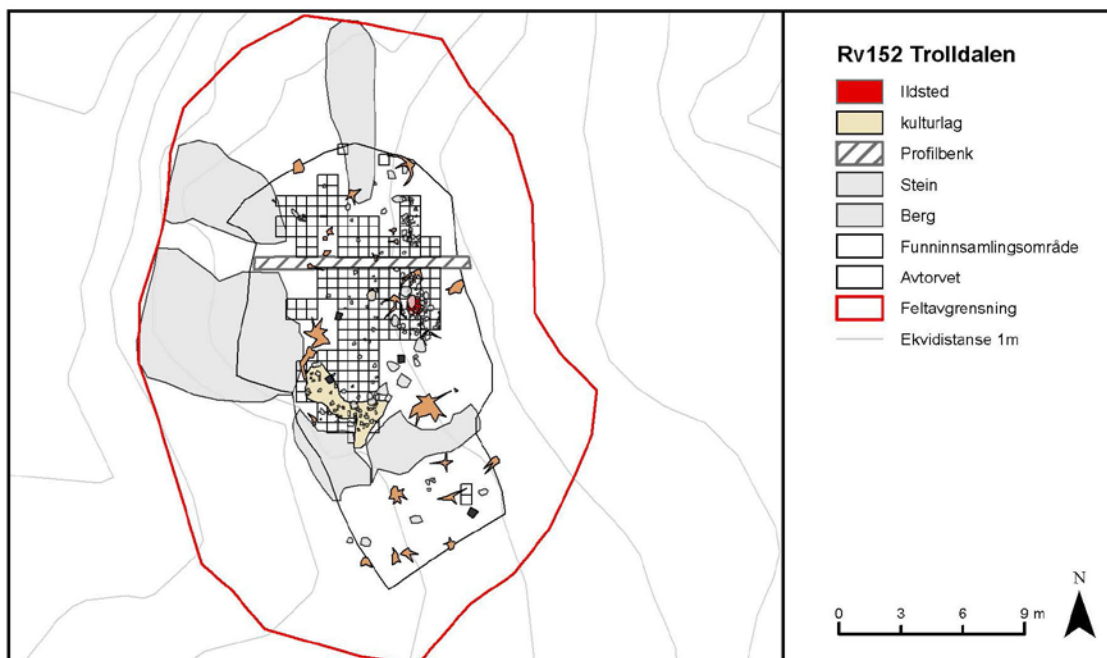 Rv152 Trolldalen
Ildsted
kulturlag
Profilbenk
Stein
Berg
Funninnsamlingsområde
Avtorvet
Feltavgrensning
Ekvidistanse 1m
N
0 3 6 9 m